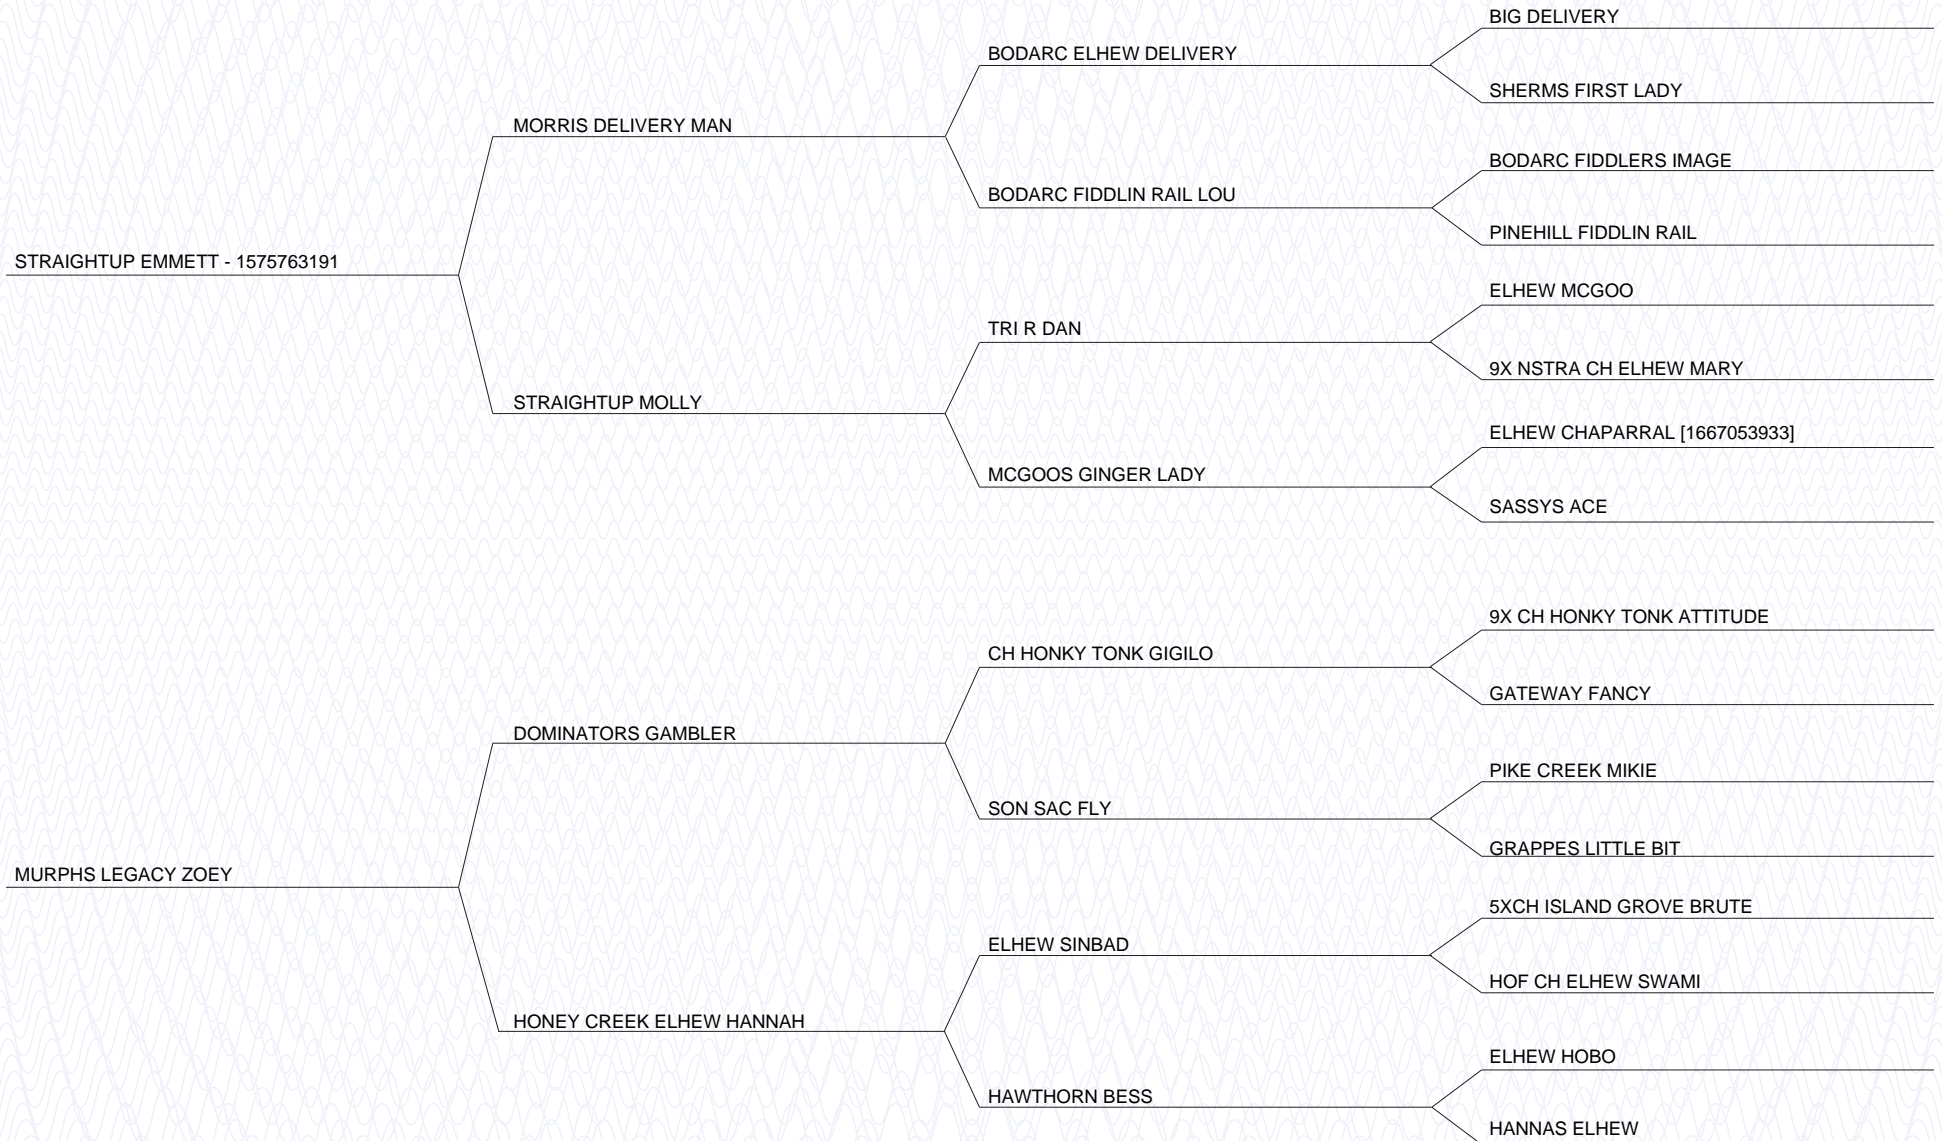 BIG DELIVERY
BODARC ELHEW DELIVERY
SHERMS FIRST LADY
MORRIS DELIVERY MAN
BODARC FIDDLERS IMAGE
BODARC FIDDLIN RAIL LOU
PINEHILL FIDDLIN RAIL
STRAIGHTUP EMMETT - 1575763191
ELHEW MCGOO
TRI R DAN
9X NSTRA CH ELHEW MARY
STRAIGHTUP MOLLY
ELHEW CHAPARRAL [1667053933]
MCGOOS GINGER LADY
SASSYS ACE
9X CH HONKY TONK ATTITUDE
CH HONKY TONK GIGILO
GATEWAY FANCY
DOMINATORS GAMBLER
PIKE CREEK MIKIE
SON SAC FLY
GRAPPES LITTLE BIT
MURPHS LEGACY ZOEY
5XCH ISLAND GROVE BRUTE
ELHEW SINBAD
HOF CH ELHEW SWAMI
HONEY CREEK ELHEW HANNAH
ELHEW HOBO
HAWTHORN BESS
HANNAS ELHEW